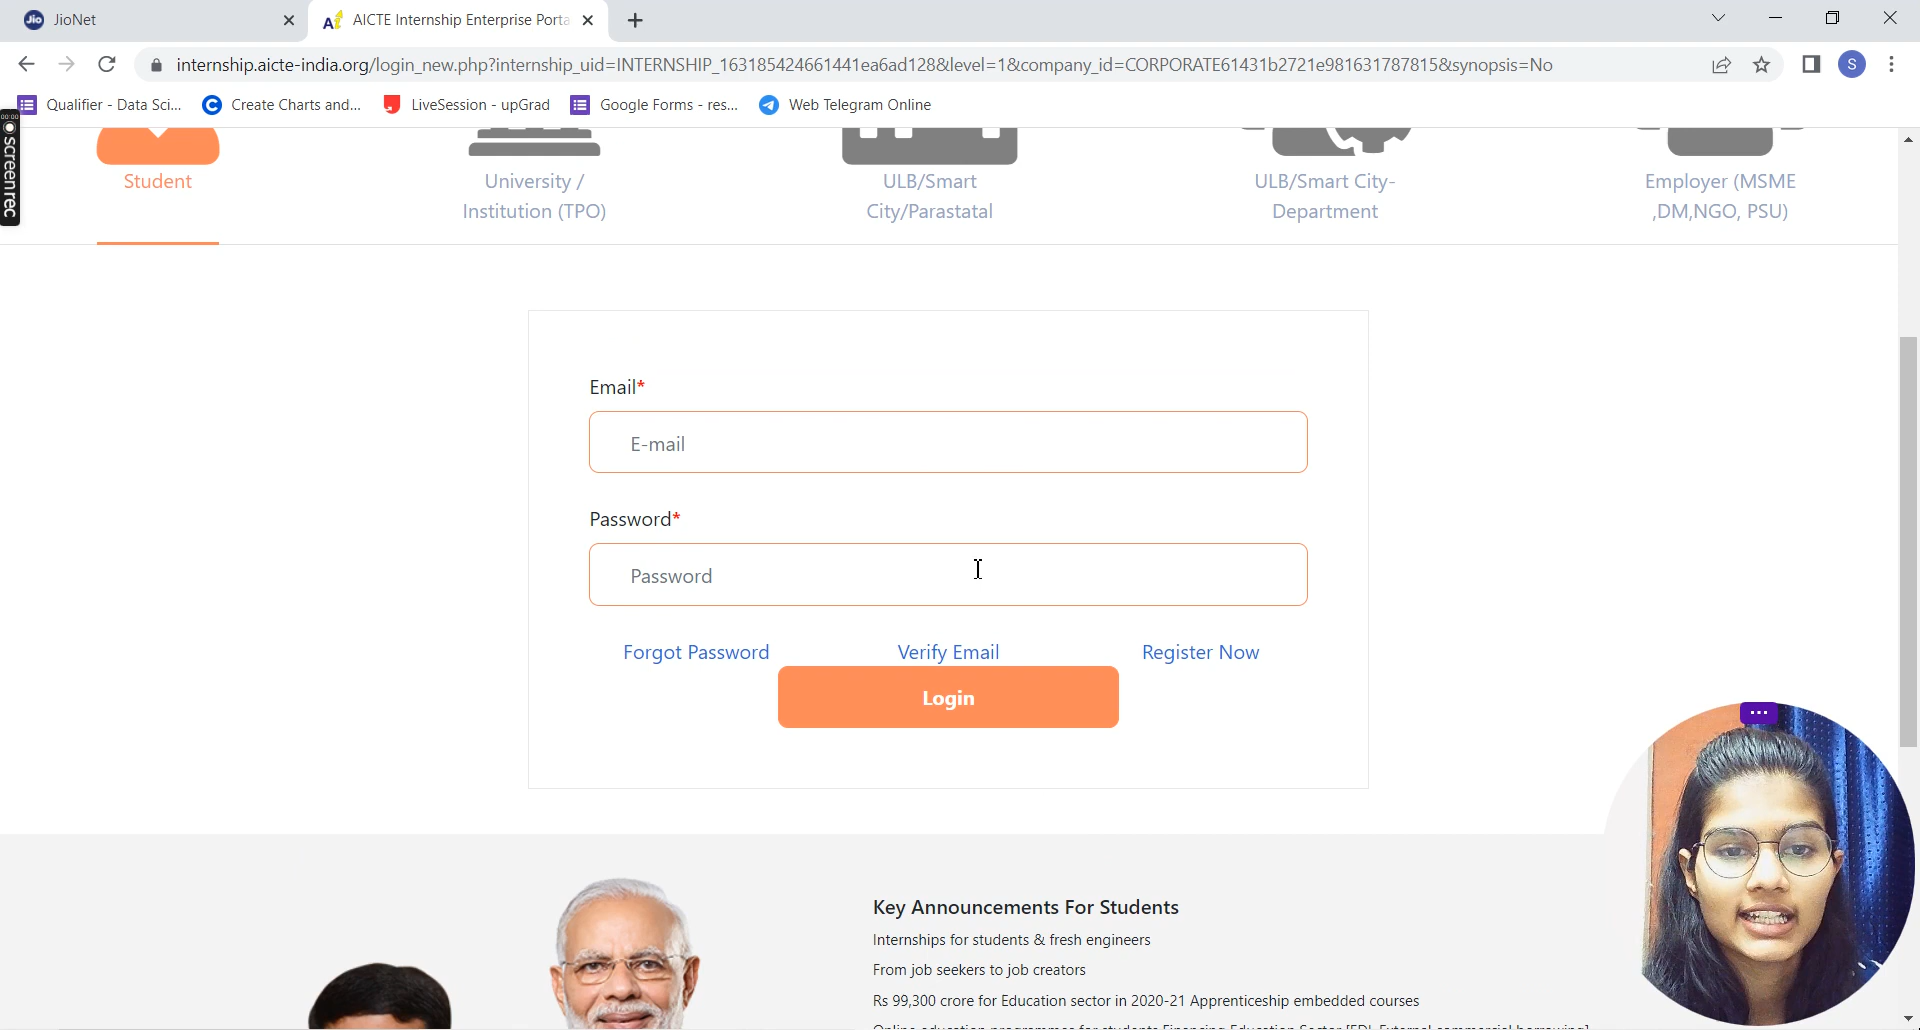 JioNet
AICTE Internship Enterprise Porta
internship.aicte-india.org/login_new.php?internship_uid=INTERNSHIP_163185424661441ea6ad128&level=1&company_id=CORPORATE61431b2721e981631787815&synopsis=No
S
Qualifier - Data Sci...
Create Charts and...
LiveSession - upGrad
Google Forms - res...
Web Telegram Online
00:00
screenrec
Student
University /
Institution (TPO)
ULB/Smart
City/Parastatal
ULB/Smart City-
Department
Employer (MSME
,DM,NGO, PSU)
Email*
E-mail
Password*
Password
Forgot Password
Verify Email
Register Now
Login
Key Announcements For Students
Internships for students & fresh engineers
From job seekers to job creators
Rs 99,300 crore for Education sector in 2020-21 Apprenticeship embedded courses